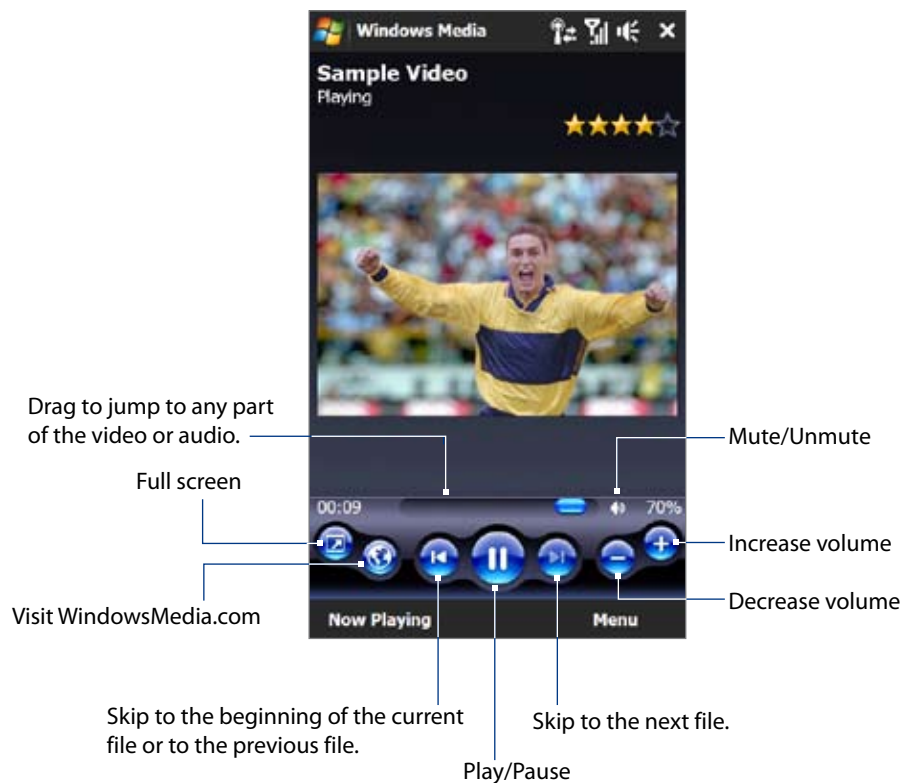 Windows Media
Sample Video
Playing
Drag to jump to any part
of the video or audio.
Mute/Unmute
Full screen
00:09
70%
Increase volume
Decrease volume
Visit WindowsMedia.com
Now Playing
Menu
Skip to the beginning of the current
file or to the previous file.
Skip to the next file.
Play/Pause